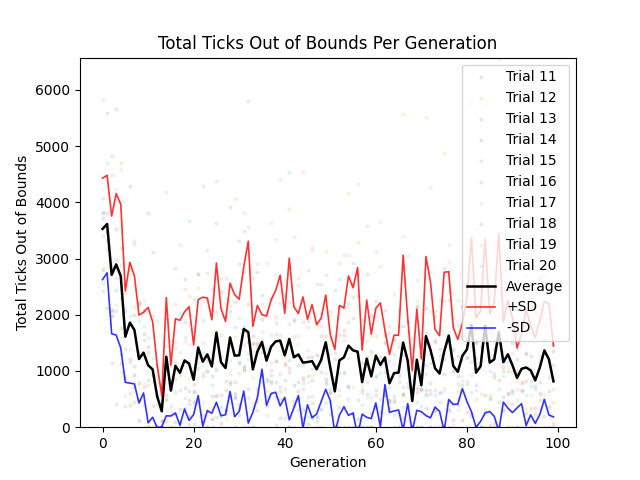 Total Ticks Out of Bounds Per Generation
Total Ticks Out of Bounds
6000
5000
4000
3000
2000
1000
0
0
20
40
60
80
100
Generation
Trial 11
Trial 12
Trial 13
Trial 14
Trial 15
Trial 16
Trial 17
Trial 18
Trial 19
Trial 20
Average
+SD
-SD